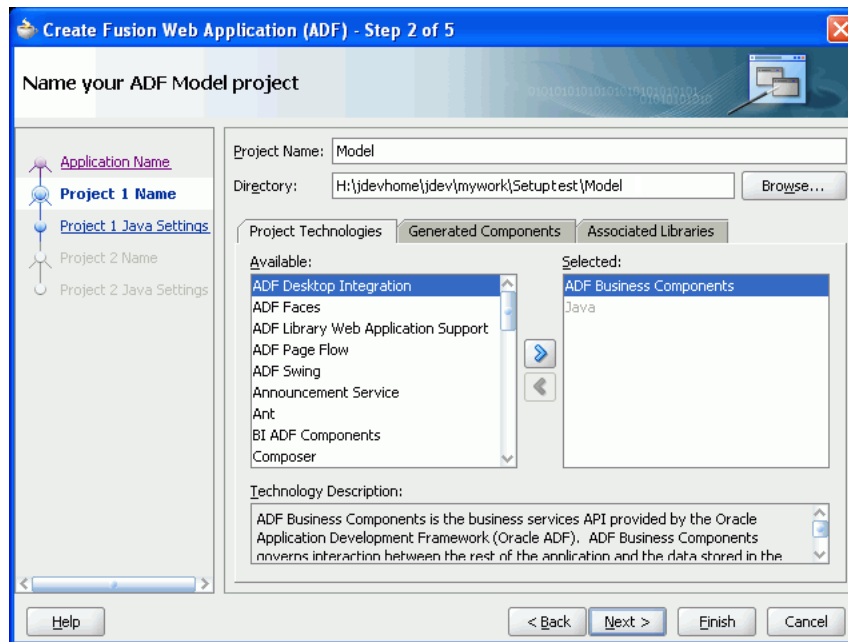 Create Fusion Web Application (ADF) - Step 2 of 5
Name your ADF Model project
Application Name
Project 1 Name
Project 1 Java Settings
Project 2 Name
Project 2 Java Settings
Project Name: Model
Directory: H:\jdevhome\jdev\mywork\Setuptest\Model Browse...
Project Technologies Generated Components Associated Libraries
Available: Selected:
ADF Desktop Integration
ADF Faces
ADF Library Web Application Support
ADF Page Flow
ADF Swing
Announcement Service
Ant
BI ADF Components
Composer
ADF Business Components
Java
Technology Description:
ADF Business Components is the business services API provided by the Oracle
Application Development Framework (Oracle ADF). ADF Business Components
governs interaction between the rest of the application and the data stored in the
Help < Back Next > Finish Cancel